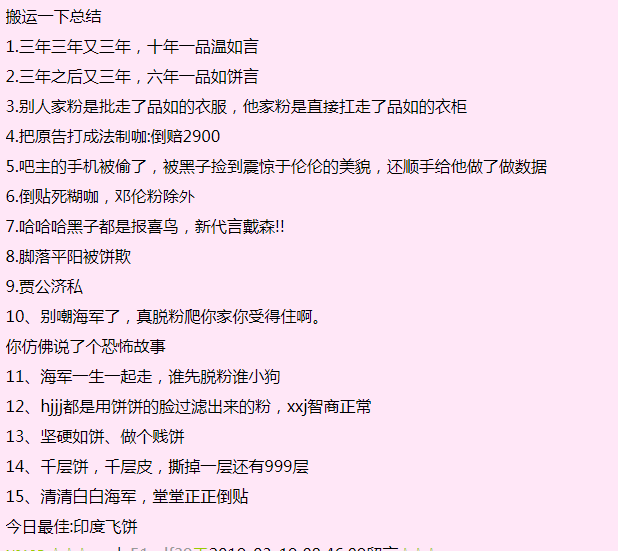 搬运一下总结
1.三年三年又三年，十年一品温如言
2.三年之后又三年，六年一品如饼言
3.别人家粉是批走了品如的衣服，他家粉是直接扛走了品如的衣柜
4.把原告打成法制咖:倒赔2900
5.吧主的手机被偷了，被黑子捡到震惊于伦伦的美貌，还顺手给他做了做数据
6.倒贴死糊咖，邓伦粉除外
7.哈哈哈黑子都是报喜鸟，新代言戴森!!
8.脚落平阳被饼欺
9.贾公济私
10、别嘲海军了，真脱粉爬你家你受得住啊。
你仿佛说了个恐怖故事
11、海军一生一起走，谁先脱粉谁小狗
12、hjjj都是用饼饼的脸过滤出来的粉，xxj智商正常
13、坚硬如饼、做个贱饼
14、千层饼，千层皮，撕掉一层还有999层
15、清清白白海军，堂堂正正倒贴
今日最佳:印度飞饼